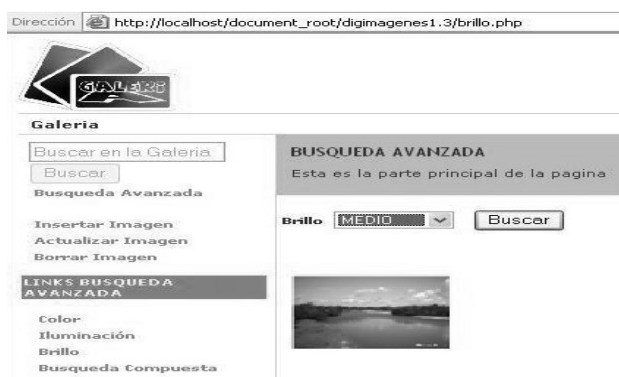 Dirección http://localhost/document_root/digimagenes1.3/brillo.php
GALERI
Galeria
Buscar en la Galeria
Buscar
Busqueda Avanzada
Insertar Imagen
Actualizar Imagen
Borrar Imagen
LINKS BUSQUEDA
AVANZADA
Color
Iluminación
Brillo
Busqueda Compuesta
BUSQUEDA AVANZADA
Esta es la parte principal de la pagina
Brillo MEDIO Buscar